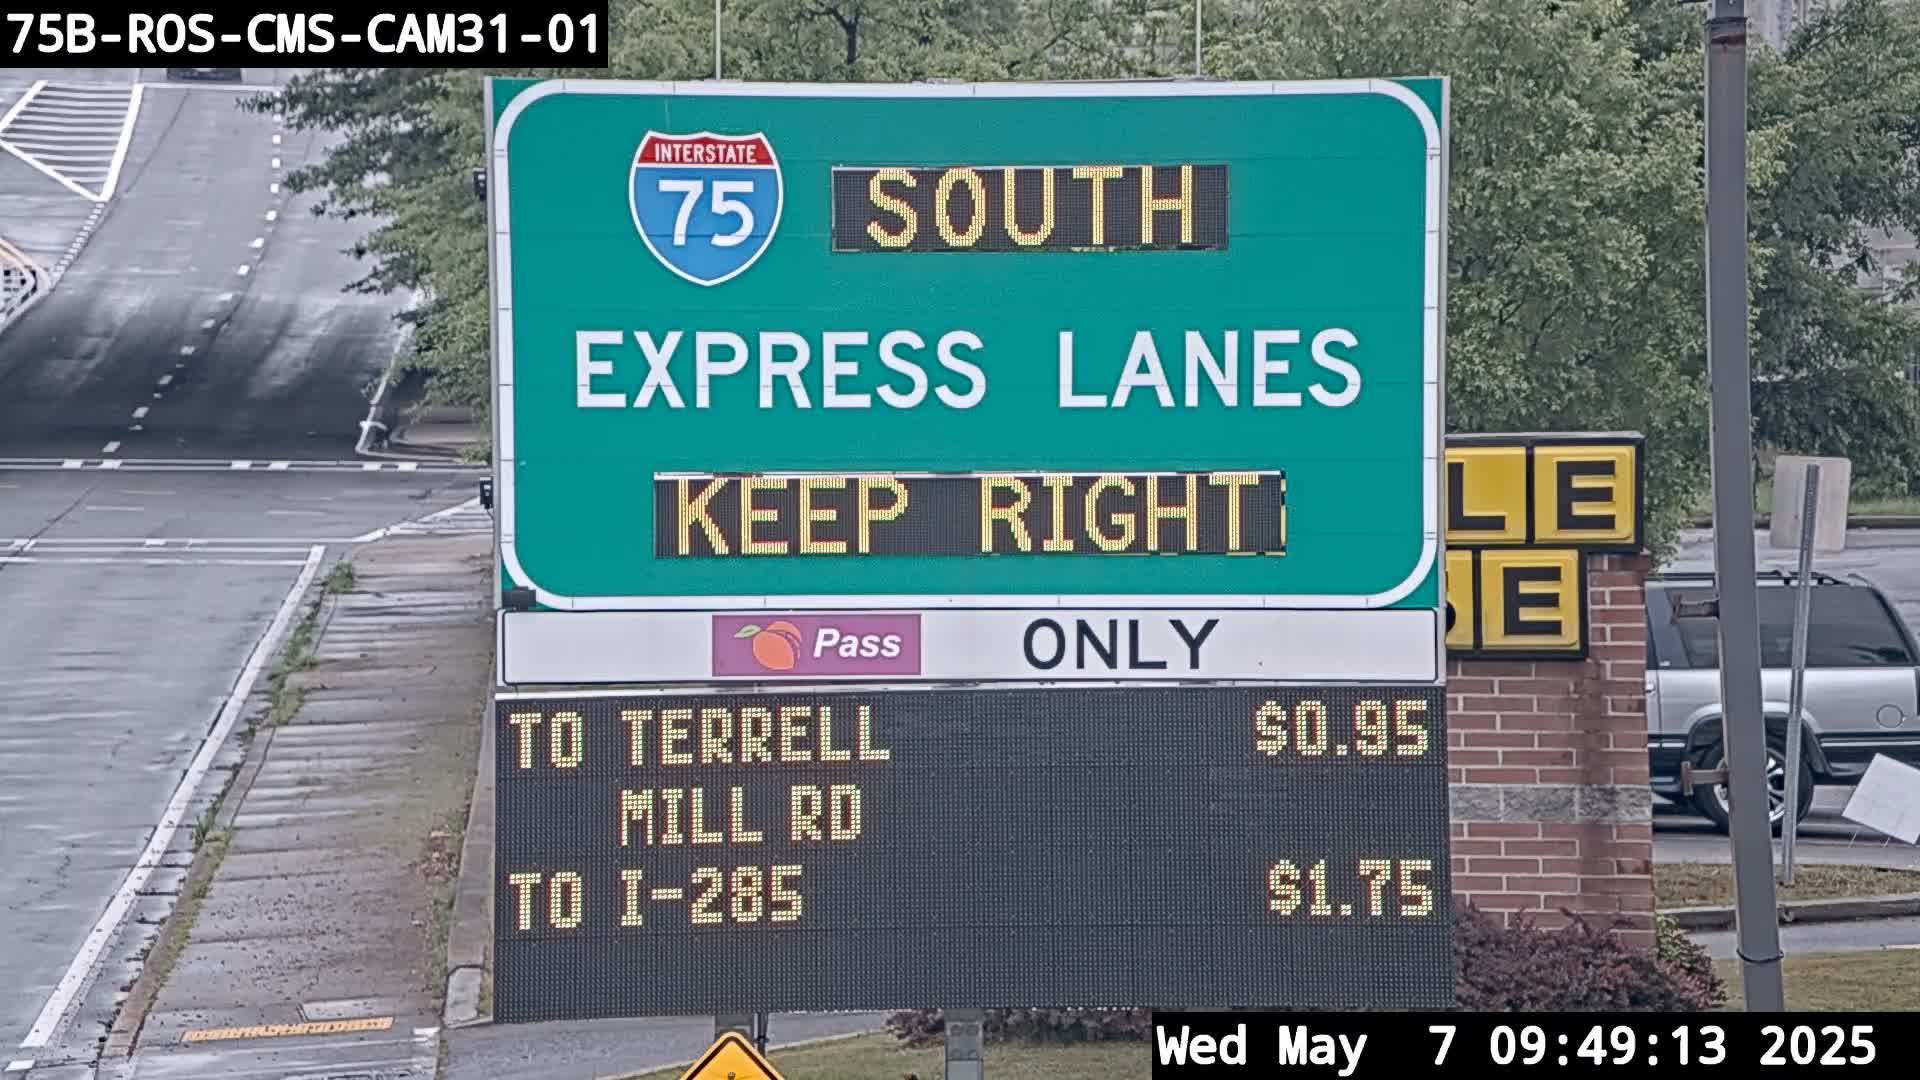 75B-ROS-CMS-CAM31-01
INTERSTATE
75
SOUTH
EXPRESS LANES
KEEP RIGHT
Pass ONLY
TO TERRELL $0.95
MILL RD
TO I-285 $1.75
LE
E
Wed May 7 09:49:13 2025